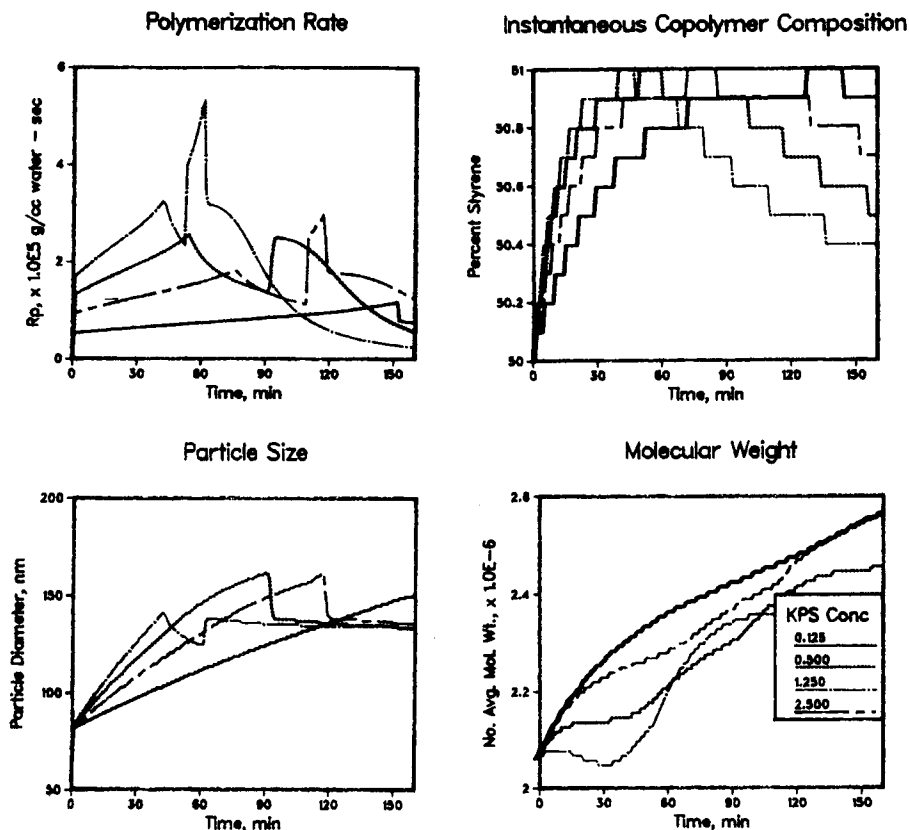 Polymerization Rate
Rp, x 1.0E5 g/cc water - sec
6
4
2
0
0 30 60 90 120 150
Time, min
Instantaneous Copolymer Composition
Percent Styrene
51
50.8
50.6
50.4
50.2
50
0 30 60 90 120 150
Time, min
Particle Size
Particle Diameter, nm
200
150
100
50
0 30 60 90 120 150
Time, min
Molecular Weight
No. Avg. Mol. Wt., x 1.0E-6
2.6
2.4
2.2
2
0 30 60 90 120 150
Time, min
KPS Conc
0.125
0.500
1.250
2.500